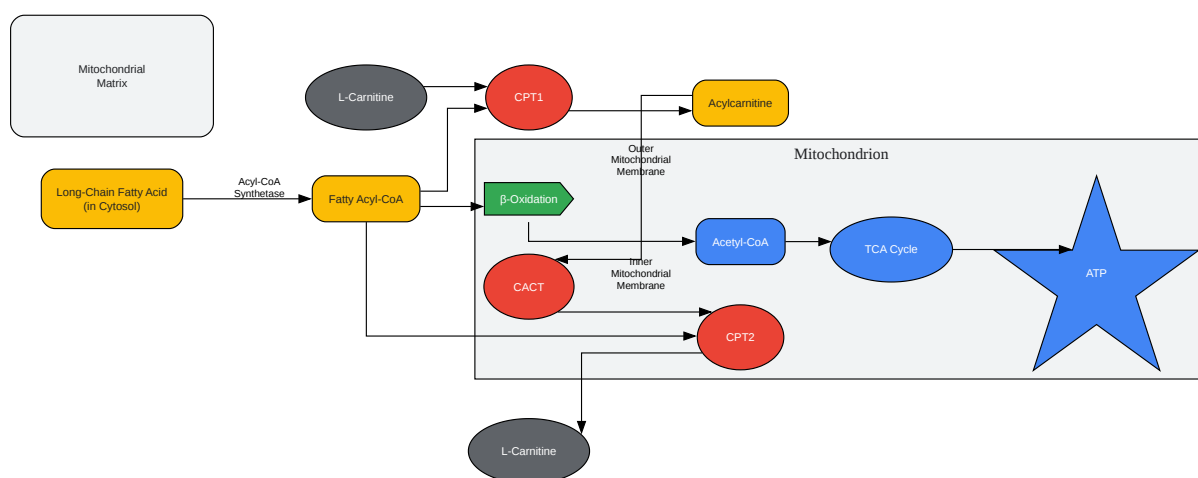 Mitochondrial
Matrix
L-Carnitine
CPT1
Acylcarnitine
Outer
Mitochondrial
Membrane
Mitochondrion
Long-Chain Fatty Acid
(in Cytosol)
Acyl-CoA
Synthetase
Fatty Acyl-CoA
β-Oxidation
Acetyl-CoA
TCA Cycle
ATP
Inner
Mitochondrial
Membrane
CACT
CPT2
L-Carnitine